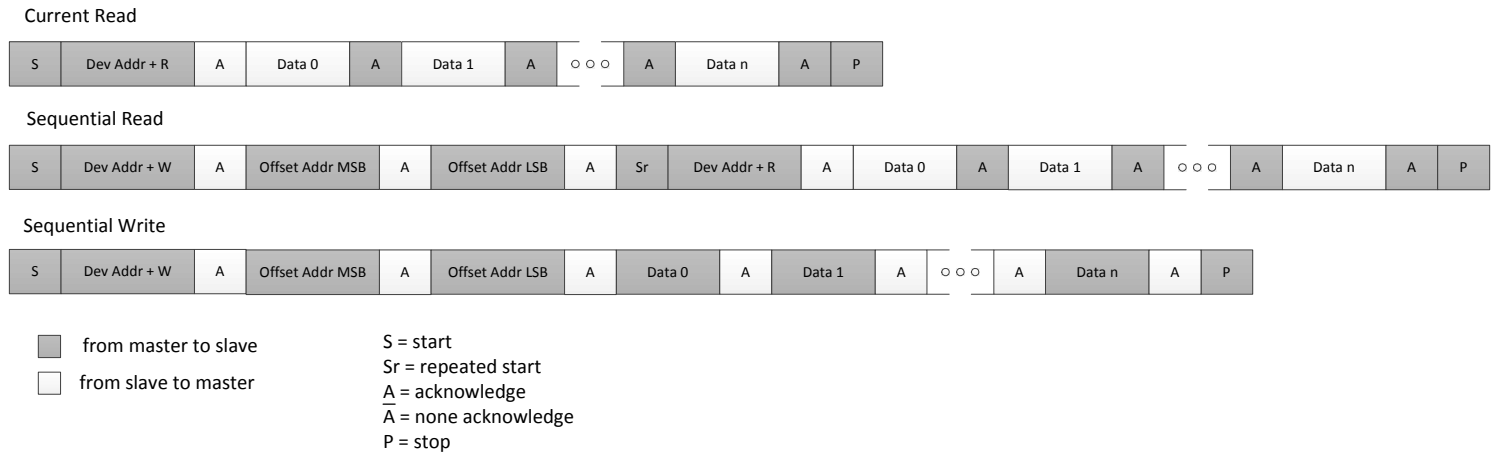 Current Read
S Dev Addr + R A Data 0 A Data 1 A ○ ○ ○ A Data n A P
Sequential Read
S Dev Addr + W A Offset Addr MSB A Offset Addr LSB A Sr Dev Addr + R A Data 0 A Data 1 A ○ ○ ○ A Data n A P
Sequential Write
S Dev Addr + W A Offset Addr MSB A Offset Addr LSB A Data 0 A Data 1 A ○ ○ ○ A Data n A P
from master to slave
from slave to master
S = start
Sr = repeated start
A = acknowledge
A̅ = none acknowledge
P = stop